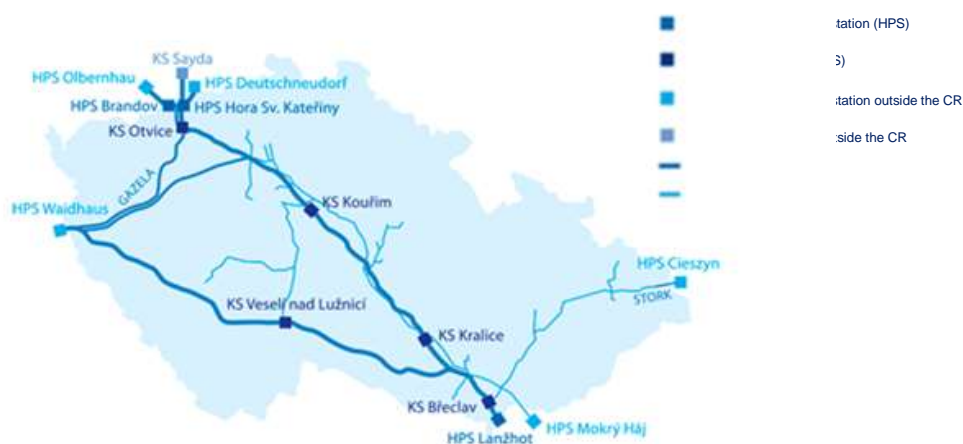 KS Sayda
HPS Olbernhau
HPS Deutschneudorf
HPS Brandov
HPS Hora Sv. Kateřiny
KS Otvice
GAZELA
HPS Waidhaus
KS Kouřim
HPS Cieszyn
STORK
KS Veselí nad Lužnicí
KS Kralice
KS Břeclav
HPS Lanžhot
HPS Mokrý Háj
station (HPS)
S)
station outside the CR
side the CR